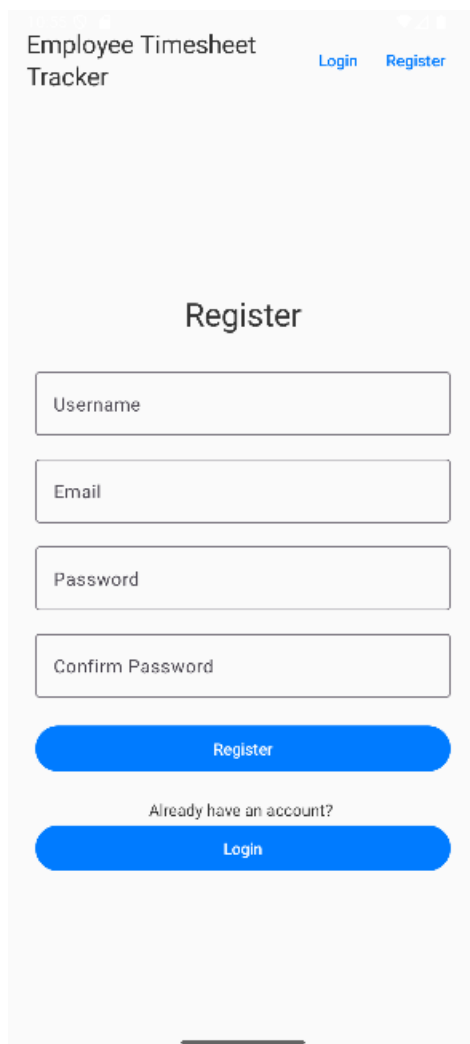 Employee Timesheet
Tracker
Login
Register
Register
Username
Email
Password
Confirm Password
Register
Already have an account?
Login